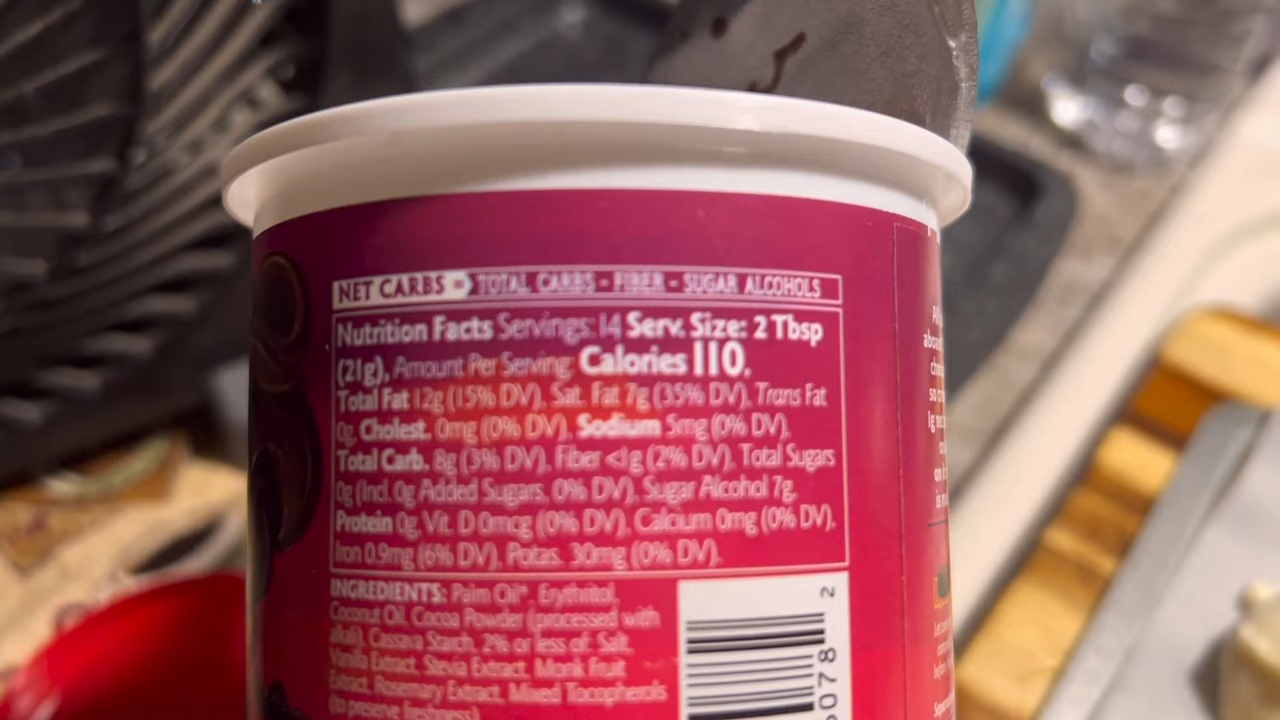 NET CARBS = TOTAL CARBS - FIBER - SUGAR ALCOHOLS
Nutrition Facts Servings: 14 Serv. Size: 2 Tbsp
(21g), Amount Per Serving: Calories 110,
Total Fat 12g (15% DV), Sat. Fat 7g (35% DV), Trans Fat
0g, Cholest. 0mg (0% DV), Sodium 5mg (0% DV),
Total Carb. 8g (3% DV), Fiber <1g (2% DV), Total Sugars
0g (Incl. 0g Added Sugars, 0% DV), Sugar Alcohol 7g,
Protein 0g, Vit. D 0mcg (0% DV), Calcium 0mg (0% DV),
Iron 0.9mg (6% DV), Potas. 30mg (0% DV).
INGREDIENTS: Palm Oil*, Erythritol,
Coconut Oil, Cocoa Powder (processed with
alkali), Cassava Starch, 2% or less of: Salt,
Vanilla Extract, Stevia Extract, Monk Fruit
Extract, Rosemary Extract, Mixed Tocopherols
(to preserve freshness)
2
078